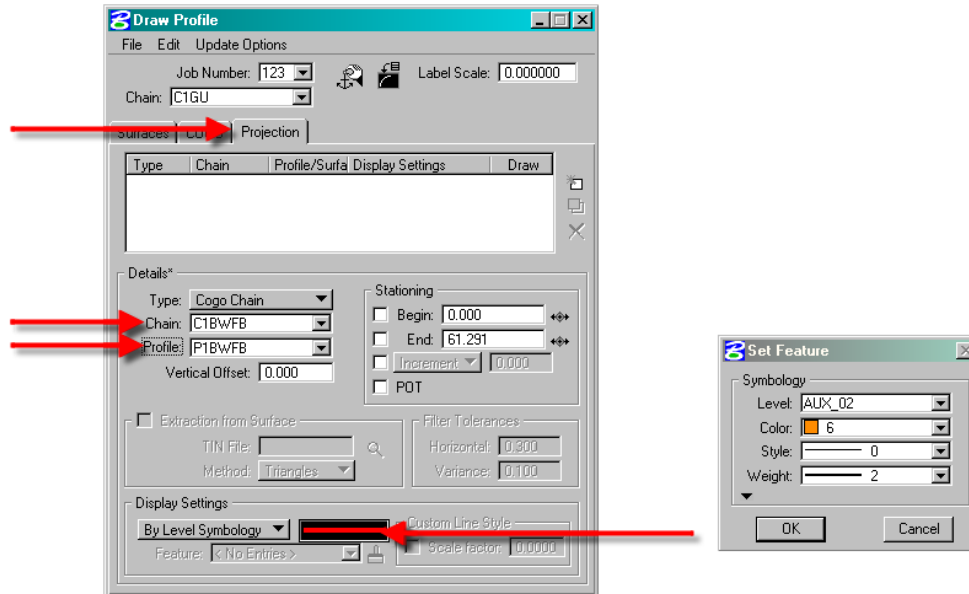 Draw Profile
File Edit Update Options
Job Number: 123 Label Scale: 0.000000
Chain: C1GU
Surfaces Projection
Type Chain Profile/Surfa Display Settings Draw
Details*
Type: Cogo Chain
Chain: C1BWFB
Profile: P1BWFB
Vertical Offset: 0.000
Stationing
Begin: 0.000
End: 61.291
Increment 0.000
POT
Extraction from Surface
TIN File:
Method: Triangles
Filter Tolerances
Horizontal: 0.300
Variance: 0.100
Display Settings
By Level Symbology
Feature: < No Entries >
Custom Line Style
Scale factor: 0.0000
Set Feature
Symbology
Level: AUX_02
Color: 6
Style: 0
Weight: 2
OK Cancel